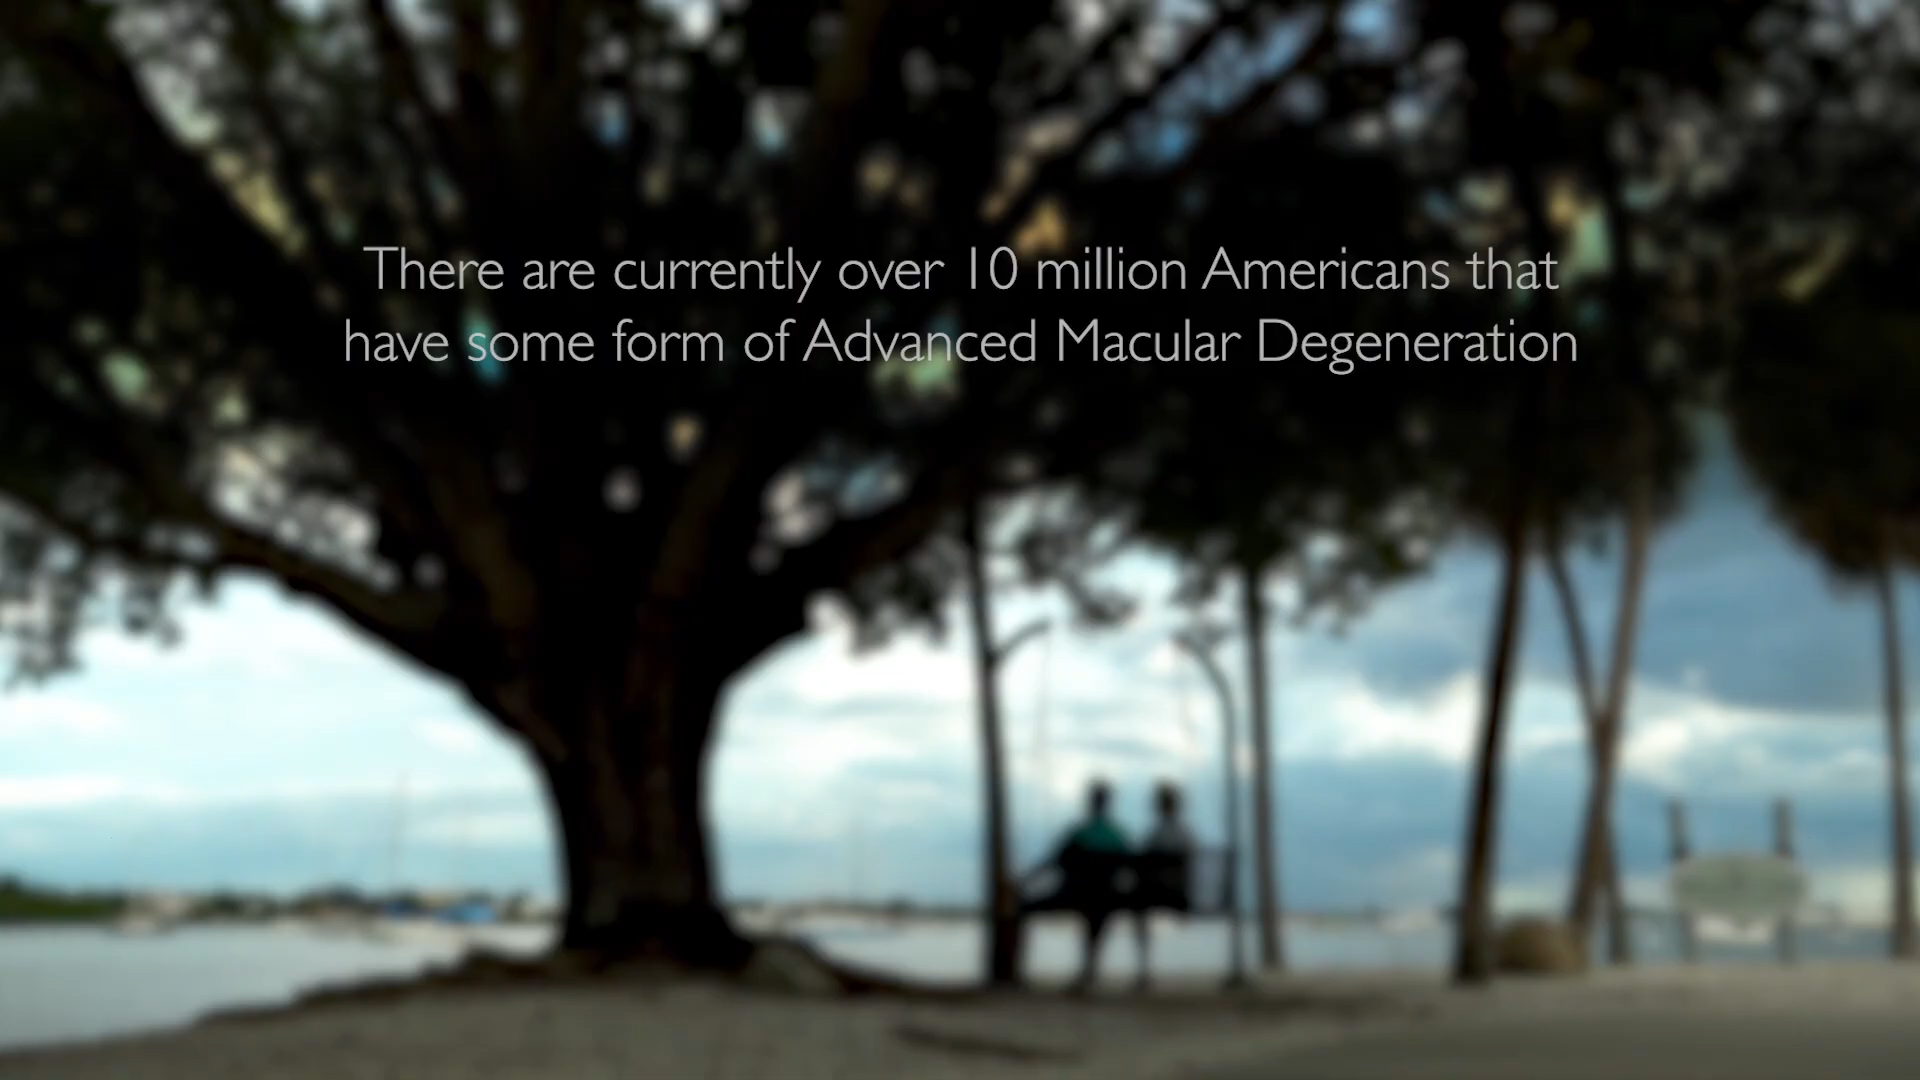 There are currently over 10 million Americans that
have some form of Advanced Macular Degeneration